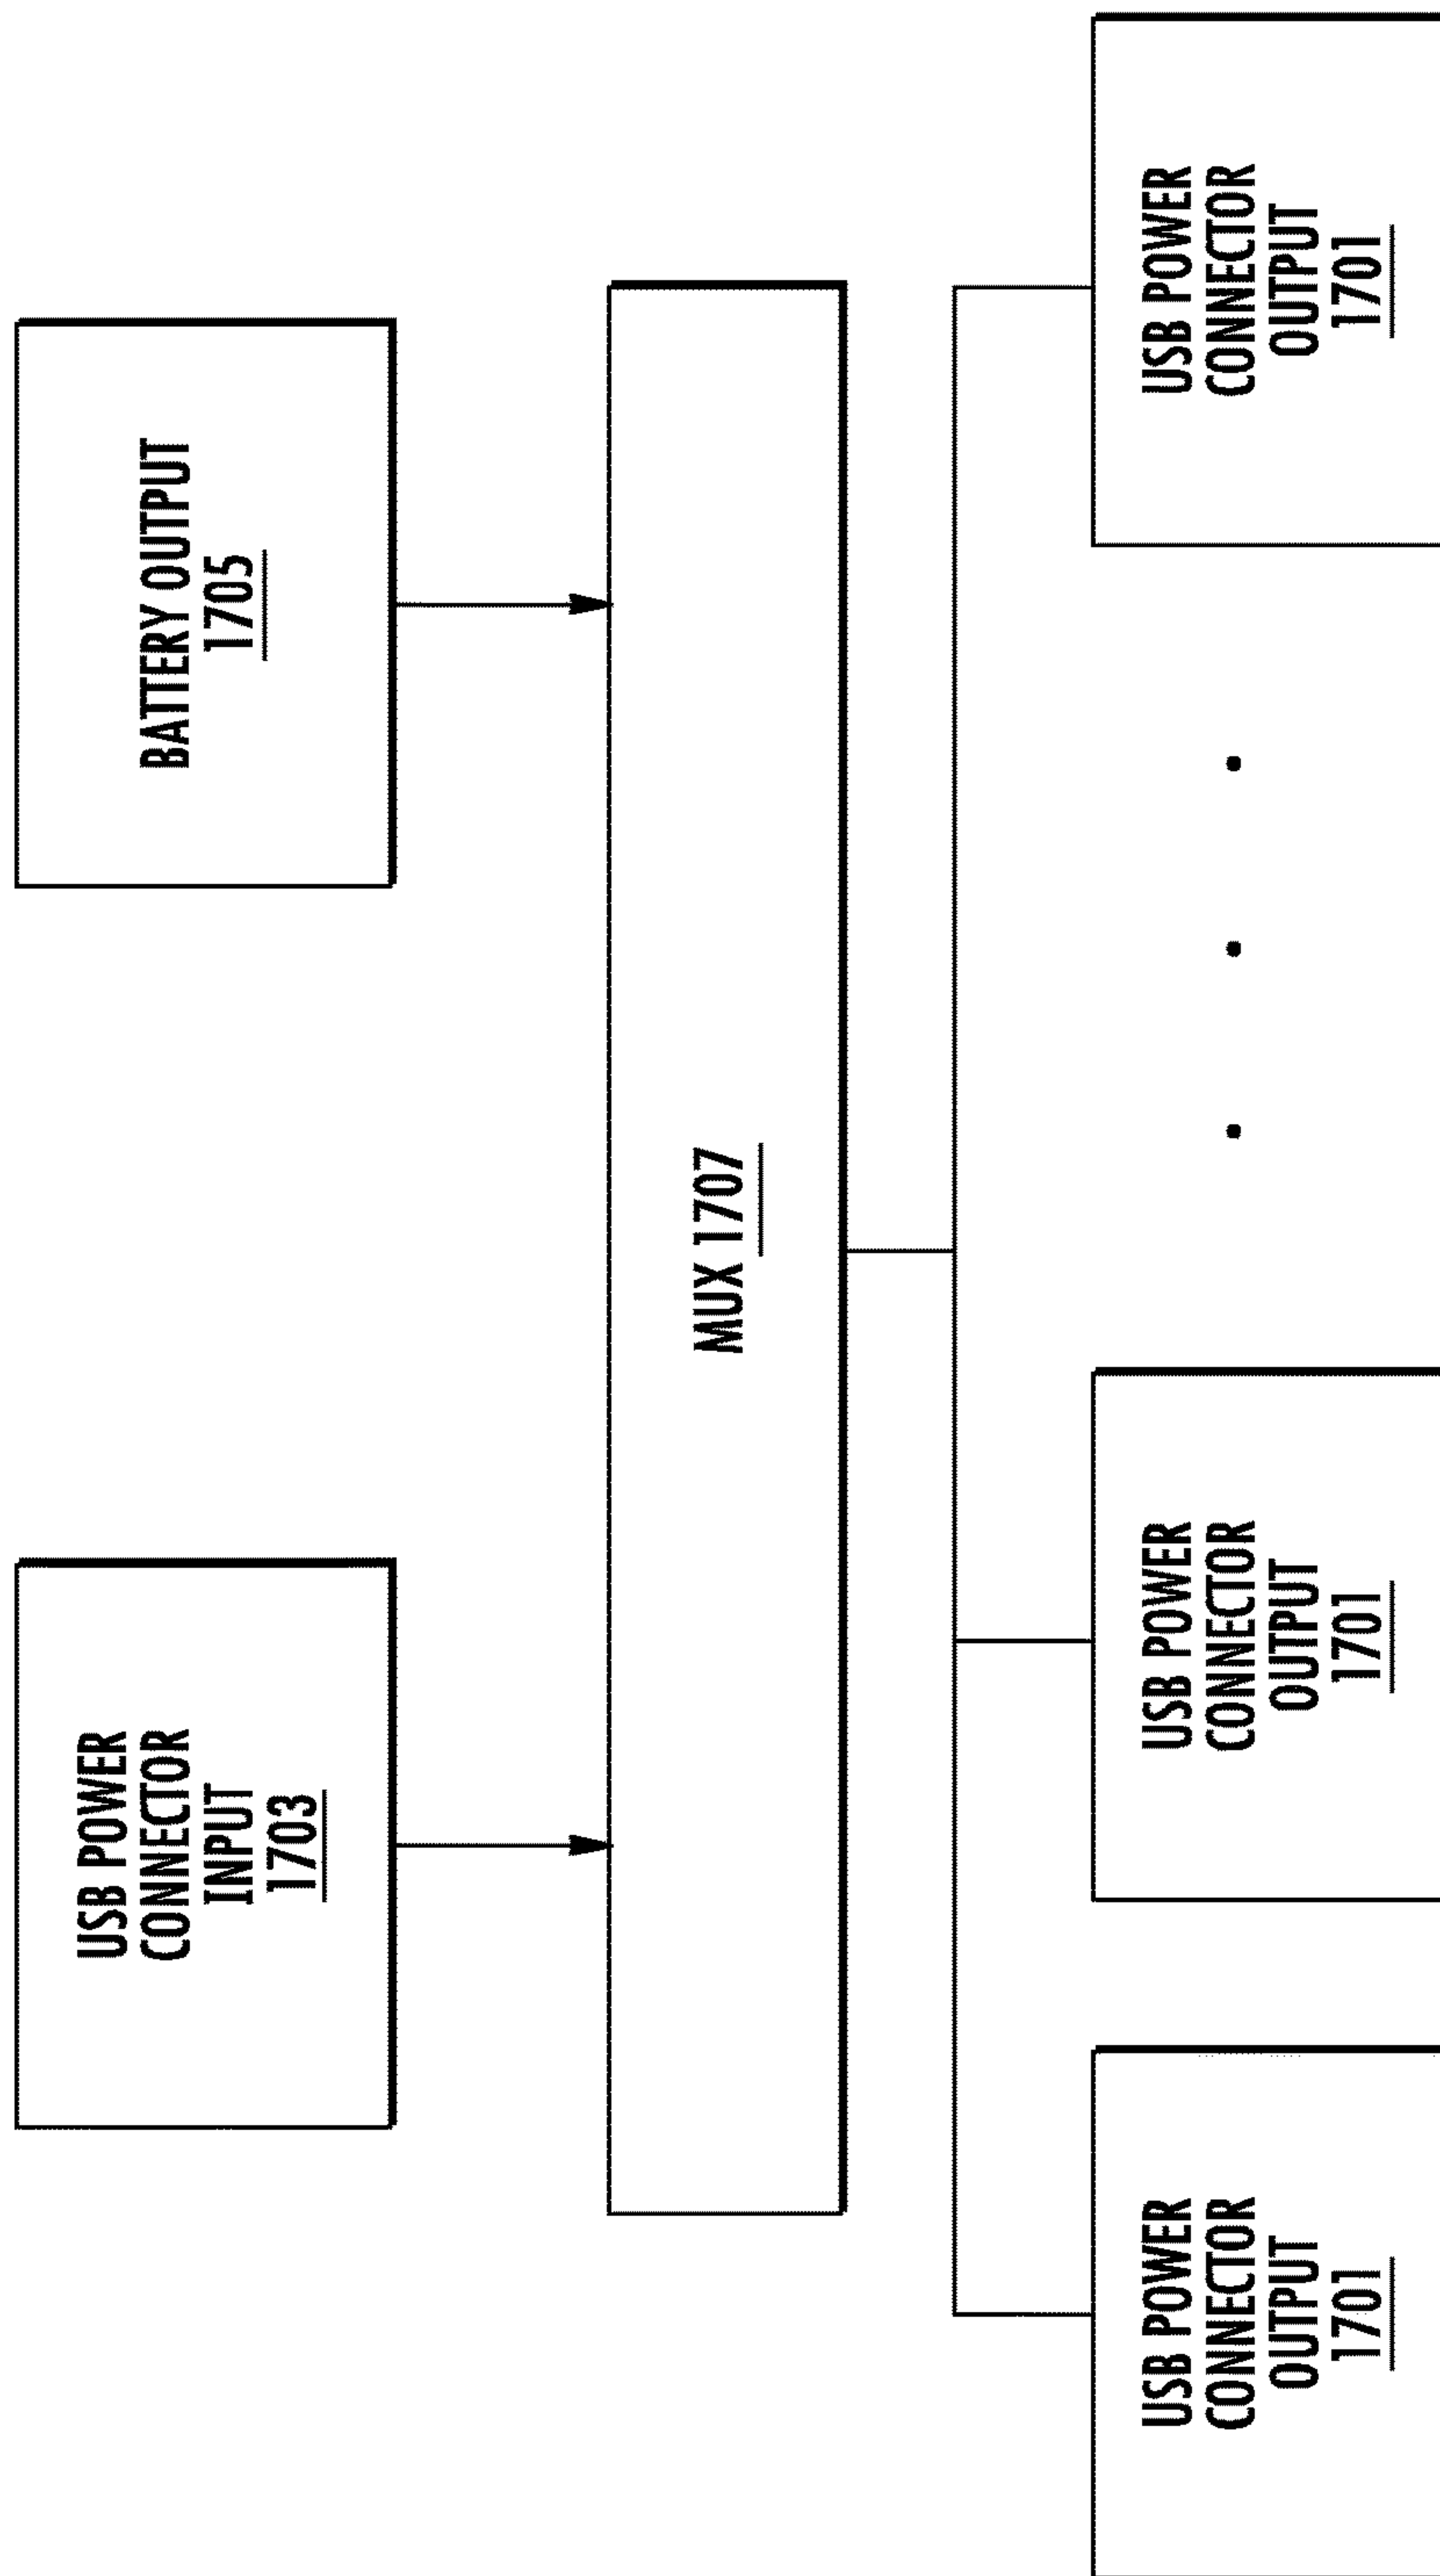 USB POWER
CONNECTOR
INPUT
1703
BATTERY OUTPUT
1705
MUX 1707
USB POWER
CONNECTOR
OUTPUT
1701
USB POWER
CONNECTOR
OUTPUT
1701
USB POWER
CONNECTOR
OUTPUT
1701